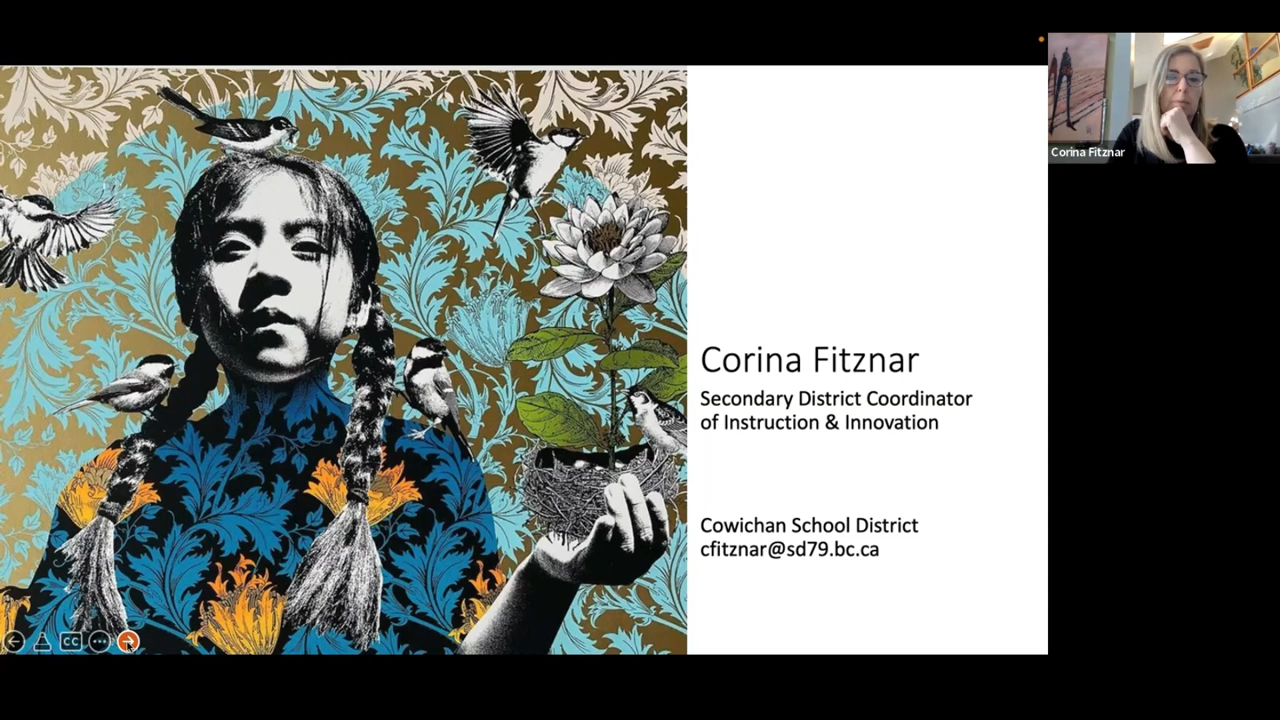 Corina Fitznar
Corina Fitznar
Secondary District Coordinator
of Instruction & Innovation
Cowichan School District
cfitznar@sd79.bc.ca
CC